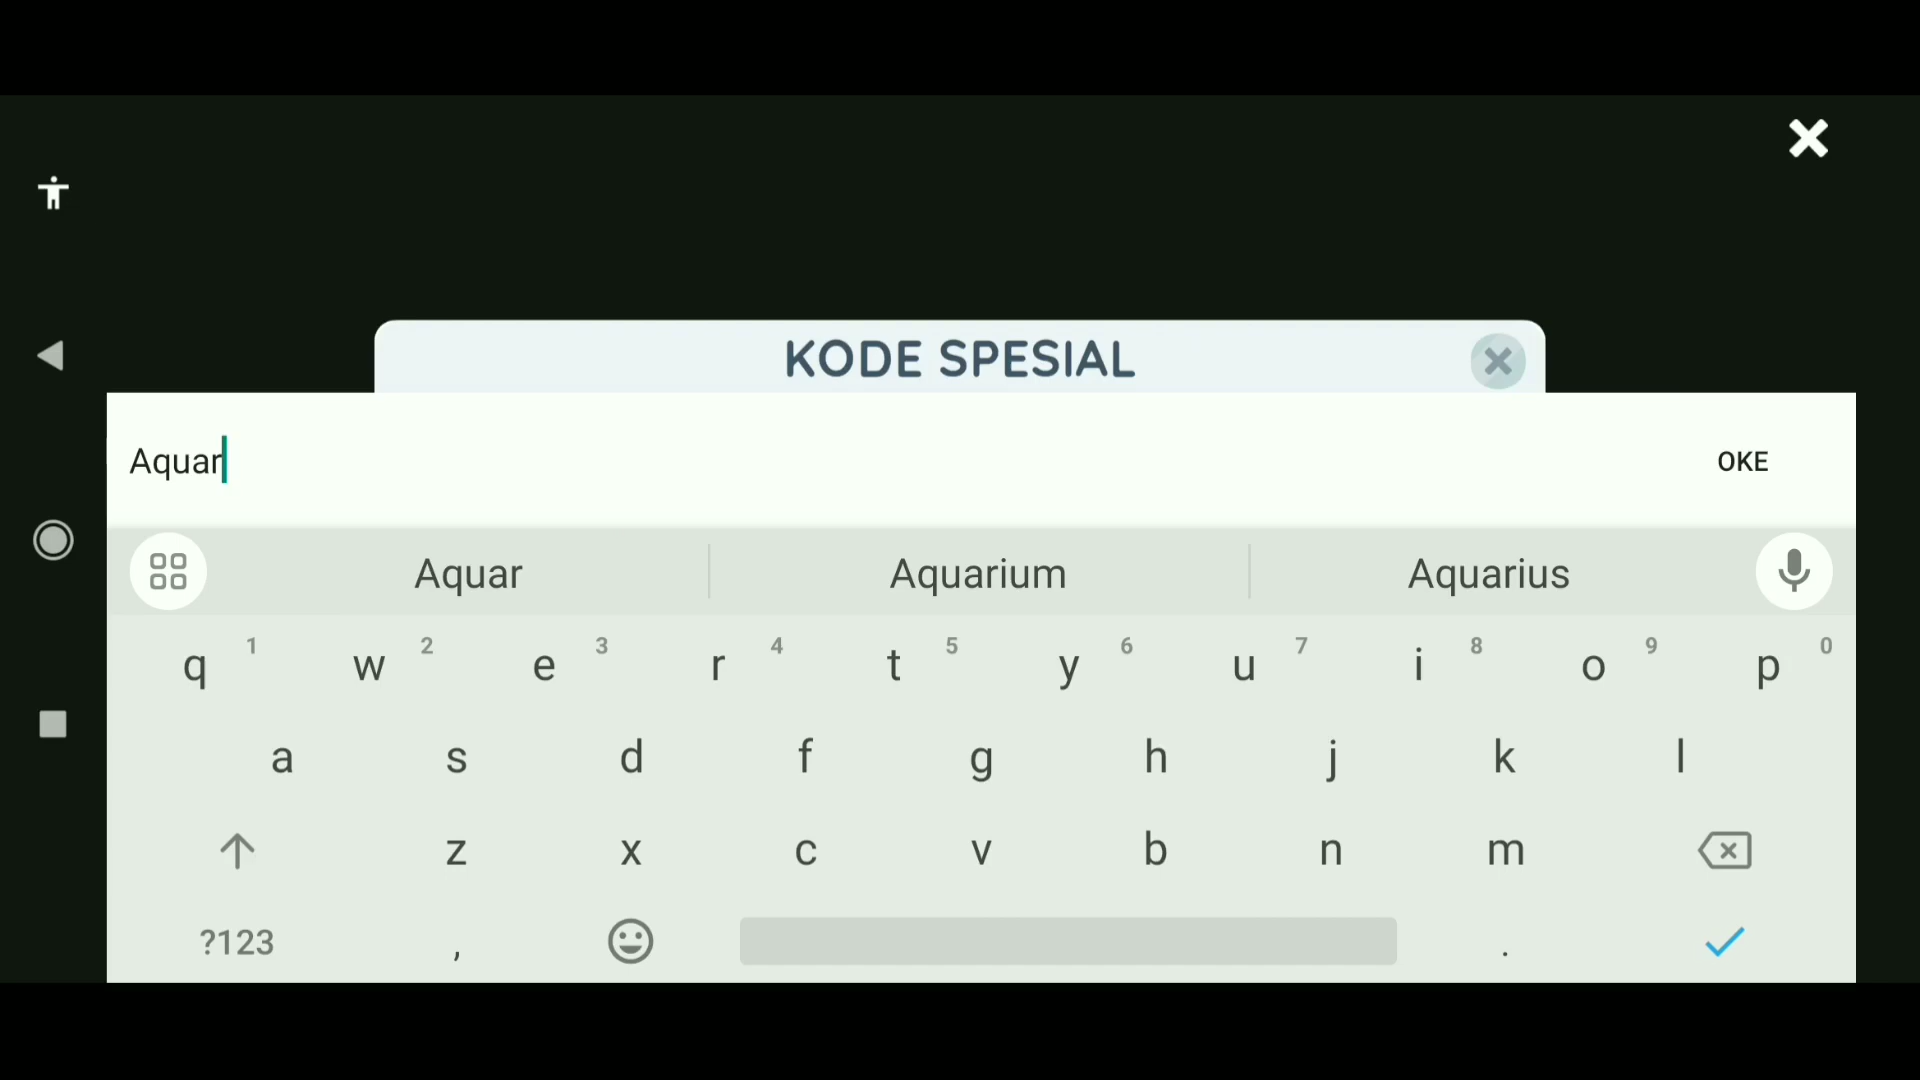 KODE SPESIAL
Aquar
OKE
Aquar Aquarium Aquarius
q 1 w 2 e 3 r 4 t 5 y 6 u 7 i 8 o 9 p 0
a s d f g h j k l
z x c v b n m
?123 , .